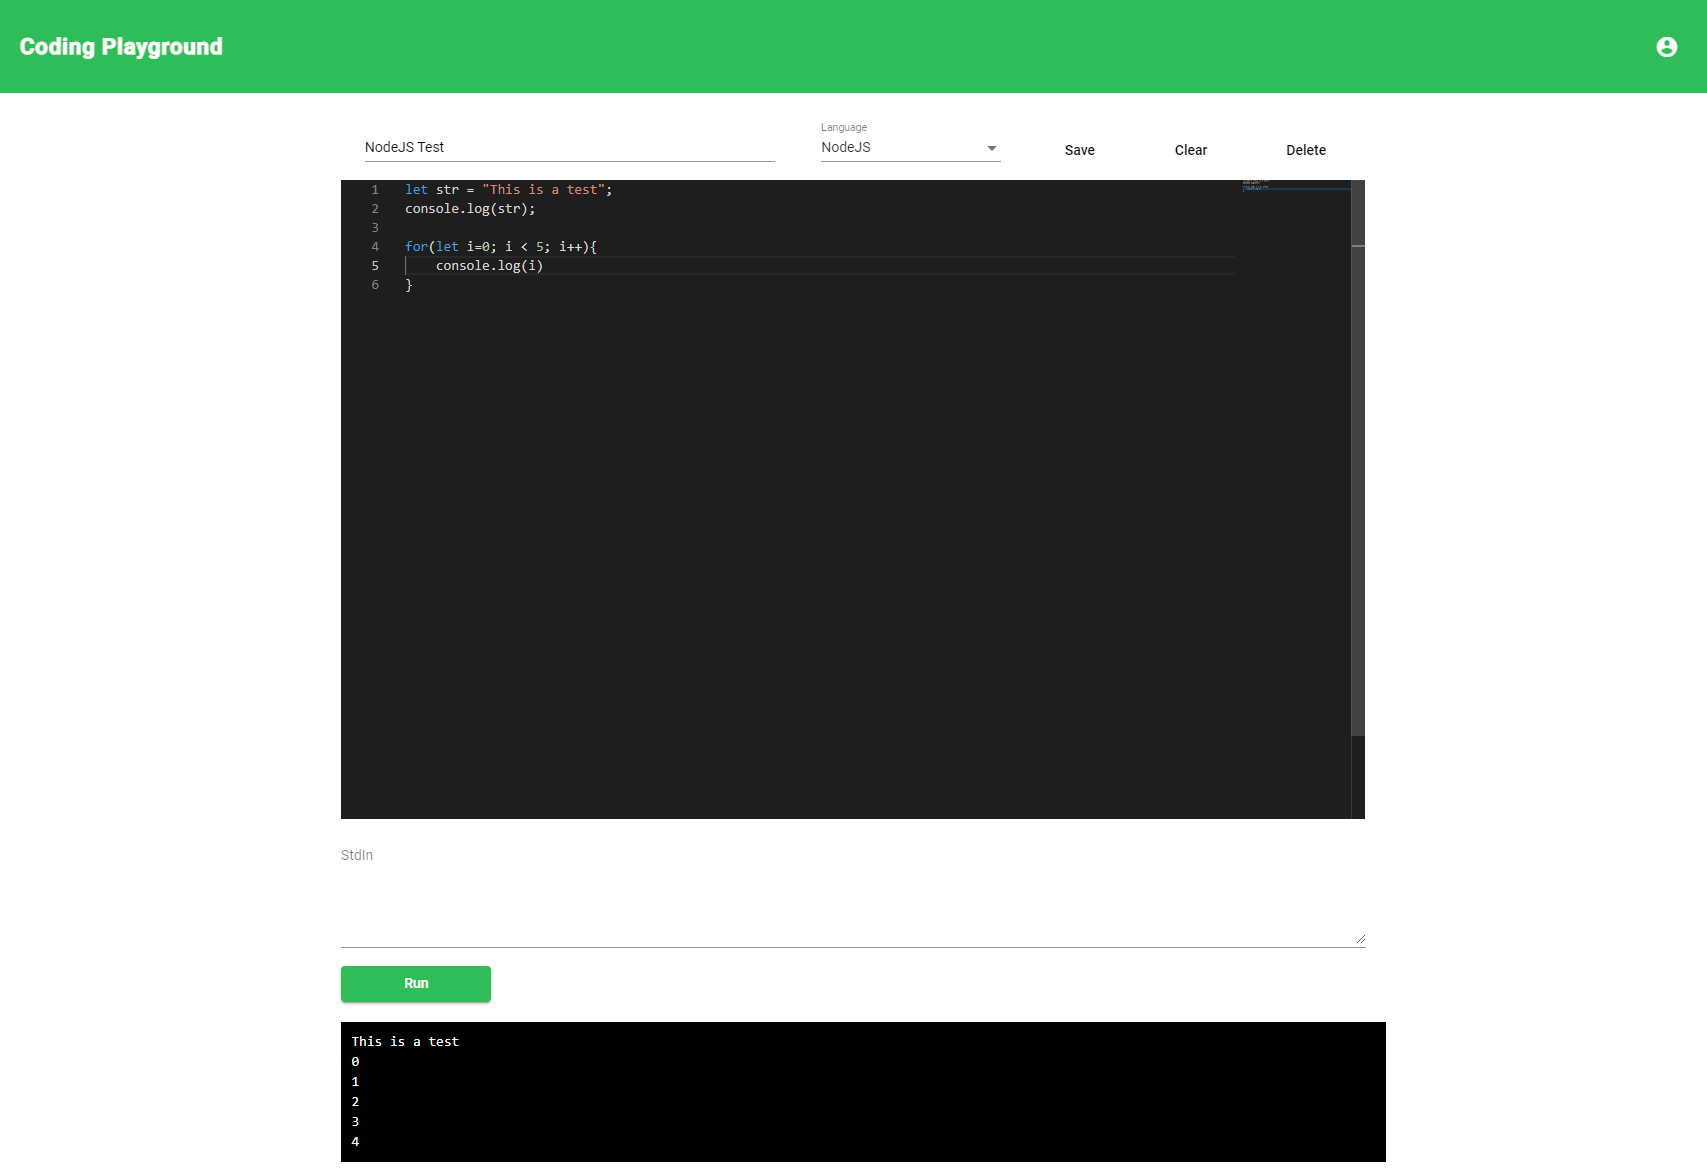 Coding Playground
Language
NodeJS Test
NodeJS
Save
Clear
Delete
1 let str = "This is a test";
2 console.log(str);
3
4 for(let i=0; i < 5; i++){
5     console.log(i)
6 }
StdIn
Run
This is a test
0
1
2
3
4